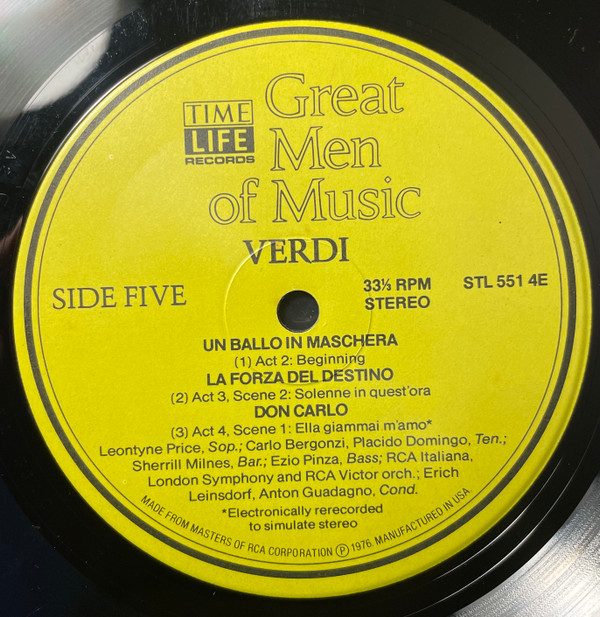 TIME
LIFE
RECORDS
Great
Men
of Music
VERDI
SIDE FIVE
33⅓ RPM
STEREO
STL 551 4E
UN BALLO IN MASCHERA
(1) Act 2: Beginning
LA FORZA DEL DESTINO
(2) Act 3, Scene 2: Solenne in quest'ora
DON CARLO
(3) Act 4, Scene 1: Ella giammai m'amo*
Leontyne Price, Sop.; Carlo Bergonzi, Placido Domingo, Ten.;
Sherrill Milnes, Bar.; Ezio Pinza, Bass; RCA Italiana,
London Symphony and RCA Victor orch.; Erich
Leinsdorf, Anton Guadagno, Cond.
*Electronically rerecorded
to simulate stereo
MADE FROM MASTERS OF RCA CORPORATION Ⓟ 1976. MANUFACTURED IN USA